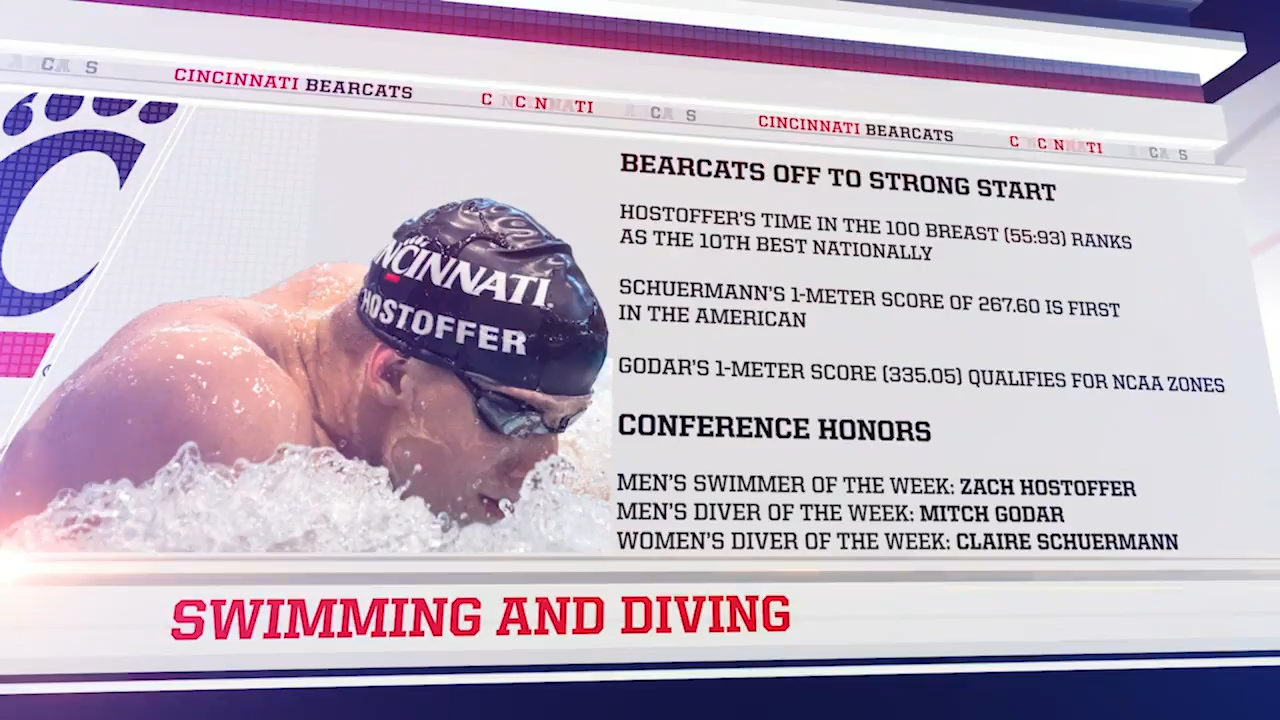 CINCINNATI BEARCATS
CINCINNATI BEARCATS
BEARCATS OFF TO STRONG START
HOSTOFFER'S TIME IN THE 100 BREAST (55:93) RANKS
AS THE 10TH BEST NATIONALLY
SCHUERMANN'S 1-METER SCORE OF 267.60 IS FIRST
IN THE AMERICAN
GODAR'S 1-METER SCORE (335.05) QUALIFIES FOR NCAA ZONES
CONFERENCE HONORS
MEN'S SWIMMER OF THE WEEK: ZACH HOSTOFFER
MEN'S DIVER OF THE WEEK: MITCH GODAR
WOMEN'S DIVER OF THE WEEK: CLAIRE SCHUERMANN
CINCINNATI
HOSTOFFER
SWIMMING AND DIVING